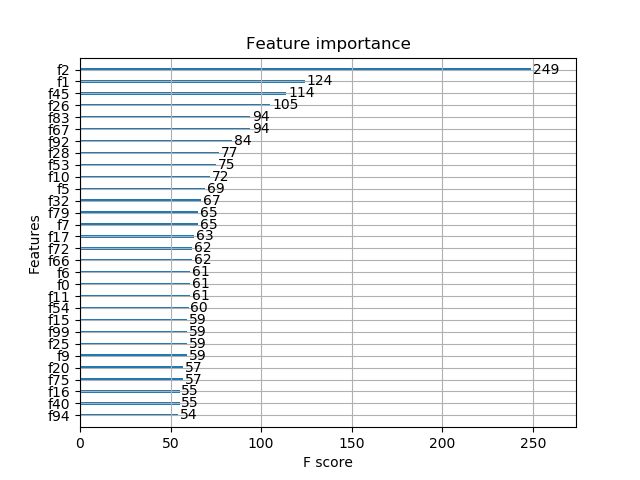 Feature importance
f2 249
f1 124
f45 114
f26 105
f83 94
f67 94
f92 84
f28 77
f53 75
f10 72
f5 69
f32 67
f79 65
f7 65
f17 63
f72 62
f66 62
f6 61
f0 61
f11 61
f54 60
f15 59
f99 59
f25 59
f9 59
f20 57
f75 57
f16 55
f40 55
f94 54
Features
0 50 100 150 200 250
F score